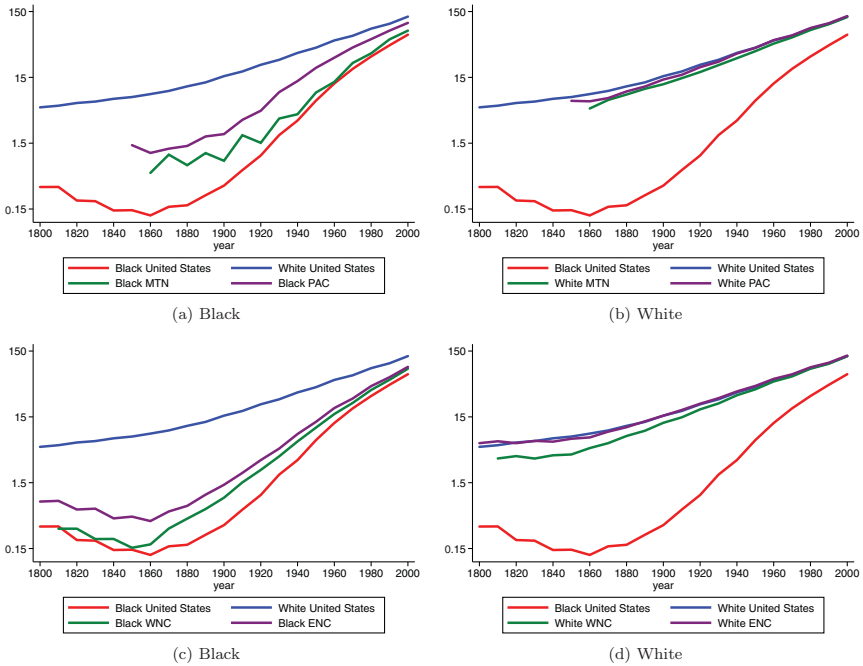 150
15
1.5
0.15
1800 1820 1840 1860 1880 1900 1920 1940 1960 1980 2000
year
Black United States White United States
Black MTN Black PAC
(a) Black
150
15
1.5
0.15
1800 1820 1840 1860 1880 1900 1920 1940 1960 1980 2000
year
Black United States White United States
White MTN White PAC
(b) White
150
15
1.5
0.15
1800 1820 1840 1860 1880 1900 1920 1940 1960 1980 2000
year
Black United States White United States
Black WNC Black ENC
(c) Black
150
15
1.5
0.15
1800 1820 1840 1860 1880 1900 1920 1940 1960 1980 2000
year
Black United States White United States
White WNC White ENC
(d) White